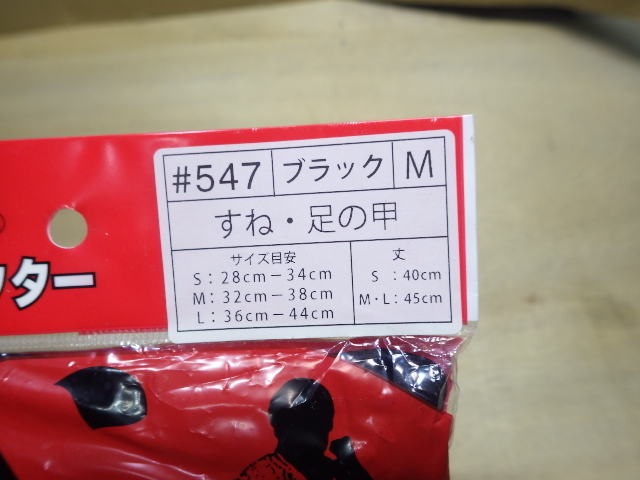 #547 ブラック M
すね・足の甲
サイズ目安
S：28cm－34cm
M：32cm－38cm
L：36cm－44cm
丈
S ：40cm
M・L：45cm
ター